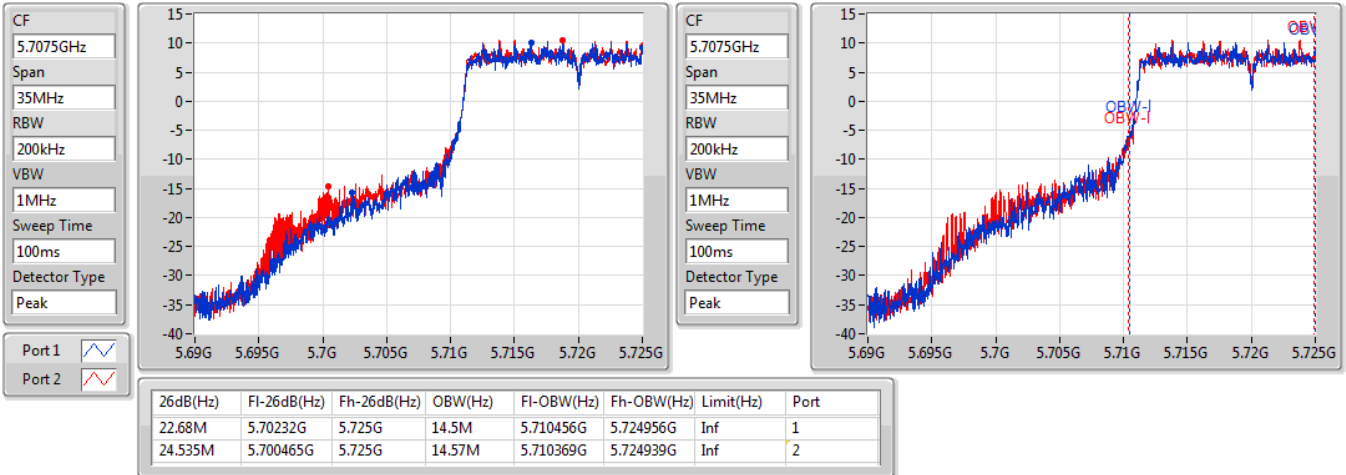 CF
5.7075GHz
Span
35MHz
RBW
200kHz
VBW
1MHz
Sweep Time
100ms
Detector Type
Peak
Port 1
Port 2
15-
10-
5-
0-
-5-
-10-
-15-
-20-
-25-
-30-
-35-
-40-
5.69G 5.695G 5.7G 5.705G 5.71G 5.715G 5.72G 5.725G
CF
5.7075GHz
Span
35MHz
RBW
200kHz
VBW
1MHz
Sweep Time
100ms
Detector Type
Peak
15-
10-
5-
0-
-5-
-10-
-15-
-20-
-25-
-30-
-35-
-40-
OBW-l
OBW-l
5.69G 5.695G 5.7G 5.705G 5.71G 5.715G 5.72G 5.725G
26dB(Hz) Fl-26dB(Hz) Fh-26dB(Hz) OBW(Hz) Fl-OBW(Hz) Fh-OBW(Hz) Limit(Hz) Port
22.68M 5.70232G 5.725G 14.5M 5.710456G 5.724956G Inf 1
24.535M 5.700465G 5.725G 14.57M 5.710369G 5.724939G Inf 2